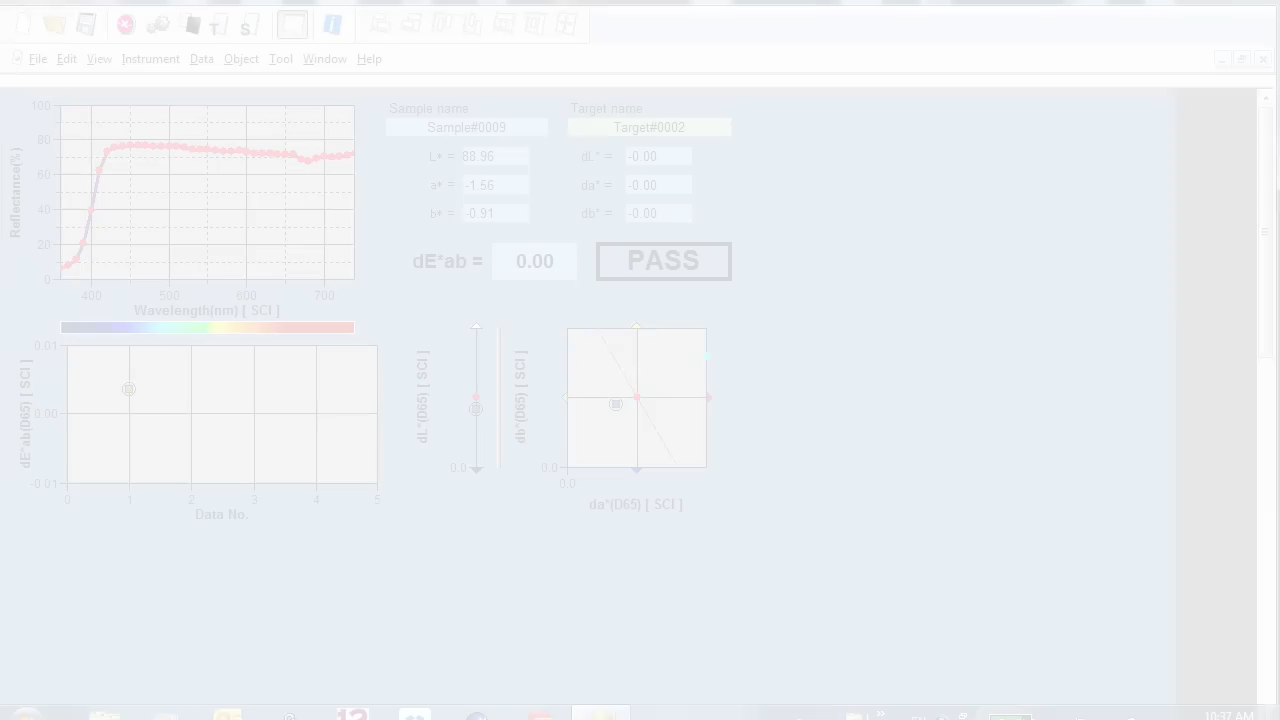 File Edit View Instrument Data Object Tool Window Help
Sample name
Target name
Sample#0009
Target#0002
L* = 88.96
dL* = -0.00
a* = -1.56
da* = -0.00
b* = -0.91
db* = -0.00
dE*ab = 0.00
PASS
Reflectance(%)
100
80
60
40
20
0
400 500 600 700
Wavelength(nm) [ SCI ]
dE*ab(D65) [ SCI ]
0.01
0.00
-0.01
0 1 2 3 4 5
Data No.
dL*(D65) [ SCI ]
0.0
db*(D65) [ SCI ]
0.0
0.0
da*(D65) [ SCI ]
10:37 AM